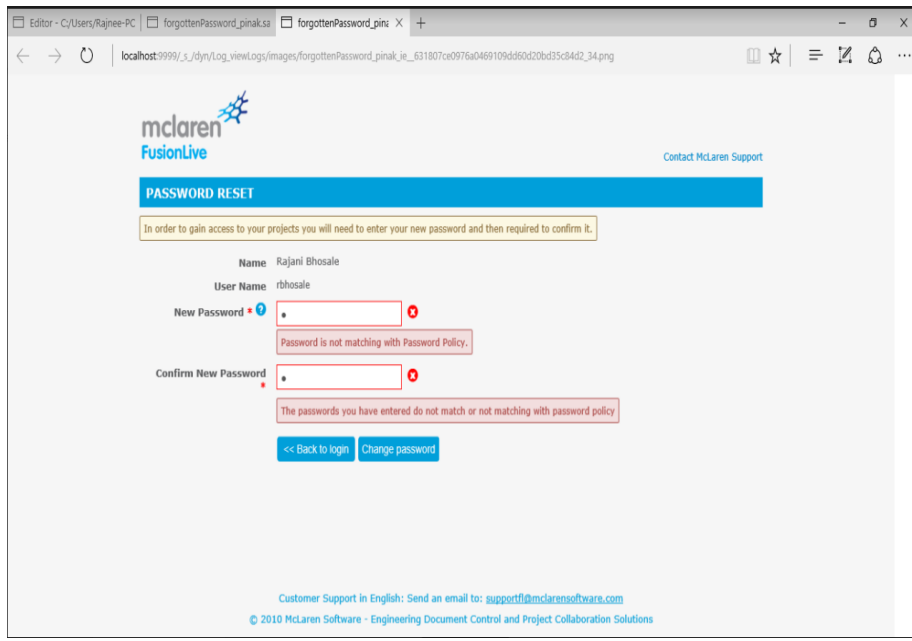 Editor - C:/Users/Rajnee-PC
forgottenPassword_pinak.sa
forgottenPassword_pina
localhost:9999/_s_/dyn/Log_viewLogs/images/forgottenPassword_pinak_ie__631807ce0976a0469109dd60d20bd35c84d2_34.png
mclaren
FusionLive
Contact McLaren Support
PASSWORD RESET
In order to gain access to your projects you will need to enter your new password and then required to confirm it.
Name Rajani Bhosale
User Name rbhosale
New Password * ?
Password is not matching with Password Policy.
Confirm New Password
*
The passwords you have entered do not match or not matching with password policy
<< Back to login Change password
Customer Support in English: Send an email to: supportfl@mclarensoftware.com
© 2010 McLaren Software - Engineering Document Control and Project Collaboration Solutions